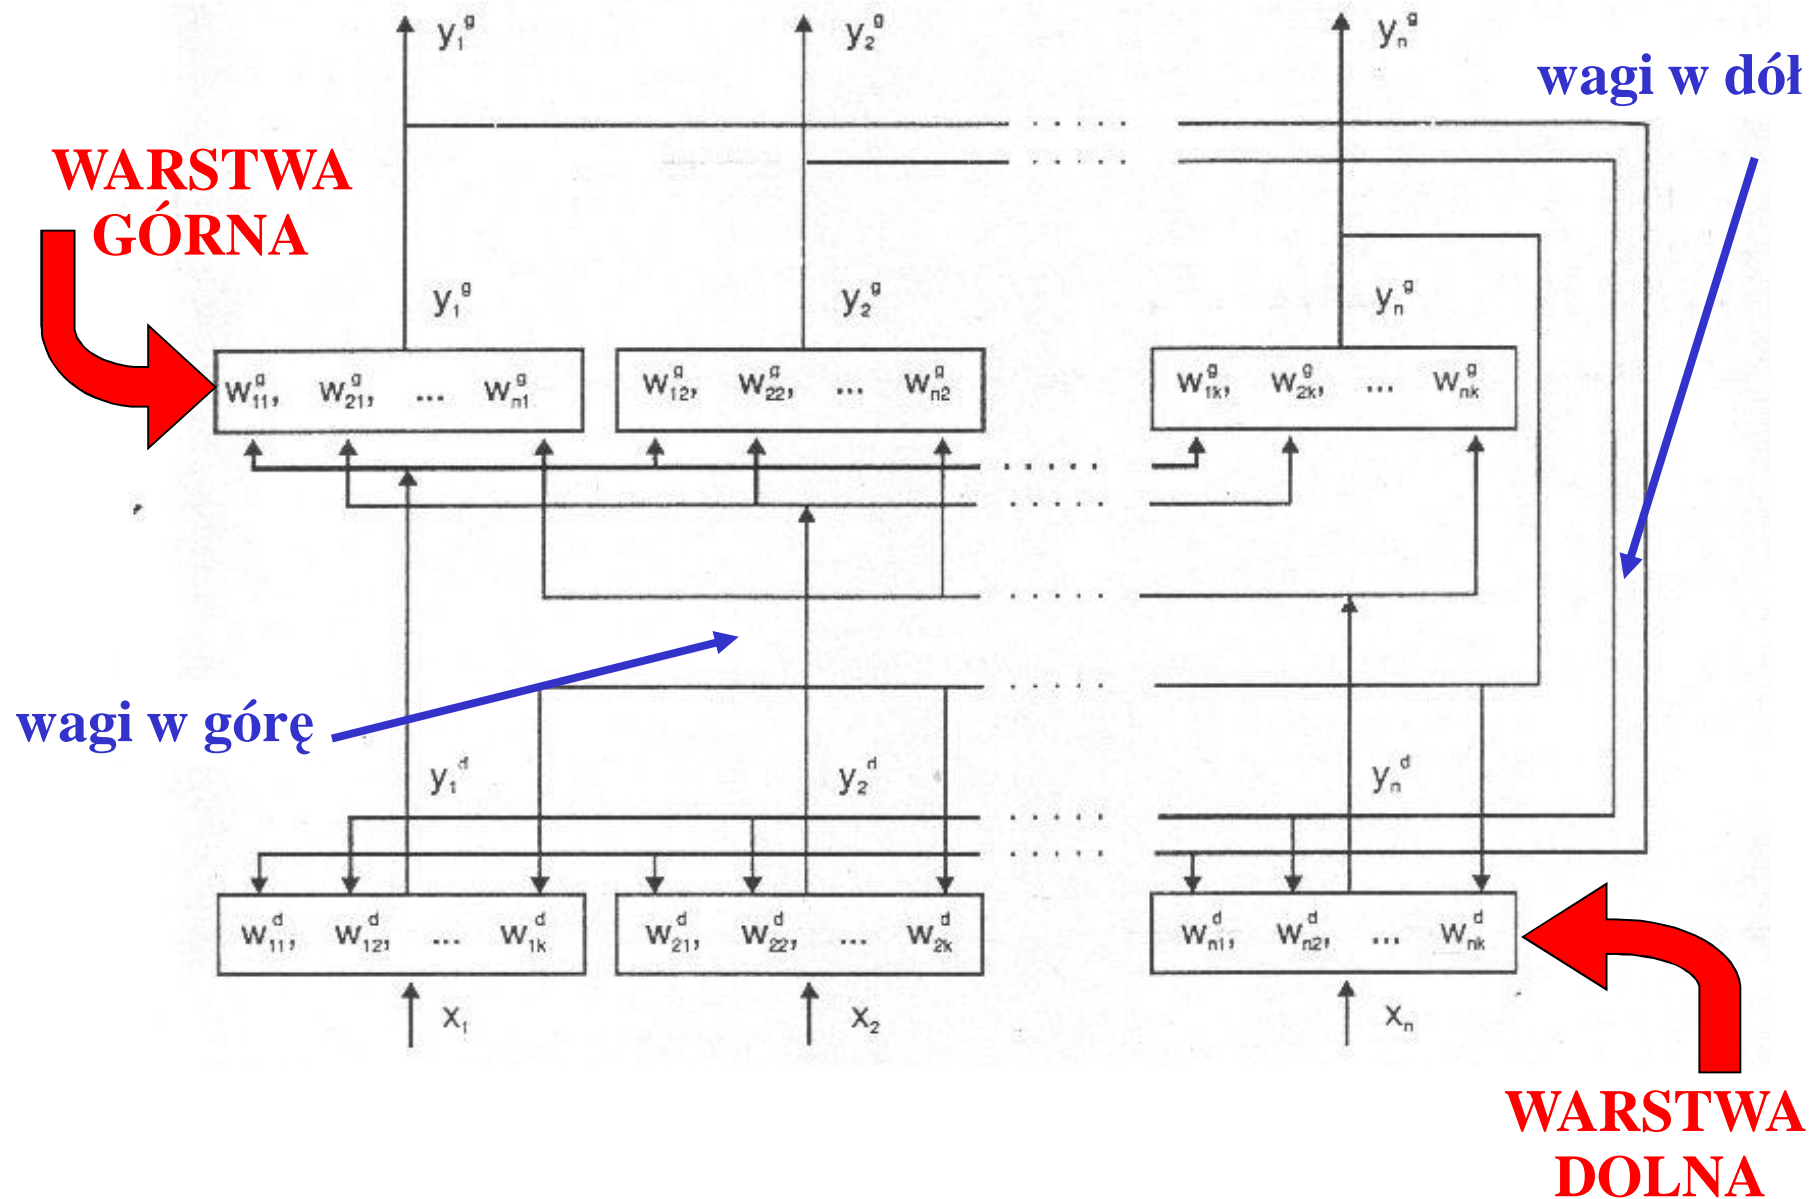 y₁ᵍ y₂ᵍ yₙᵍ
wagi w dół
WARSTWA
GÓRNA
y₁ᵍ y₂ᵍ yₙᵍ
w₁₁ᵍ, w₂₁ᵍ, ... wₙ₁ᵍ
w₁₂ᵍ, w₂₂ᵍ, ... wₙ₂ᵍ
w₁ₖᵍ, w₂ₖᵍ, ... wₙₖᵍ
wagi w górę
y₁ᵈ y₂ᵈ yₙᵈ
w₁₁ᵈ, w₁₂ᵈ, ... w₁ₖᵈ
w₂₁ᵈ, w₂₂ᵈ, ... w₂ₖᵈ
wₙ₁ᵈ, wₙ₂ᵈ, ... wₙₖᵈ
x₁ x₂ xₙ
WARSTWA
DOLNA